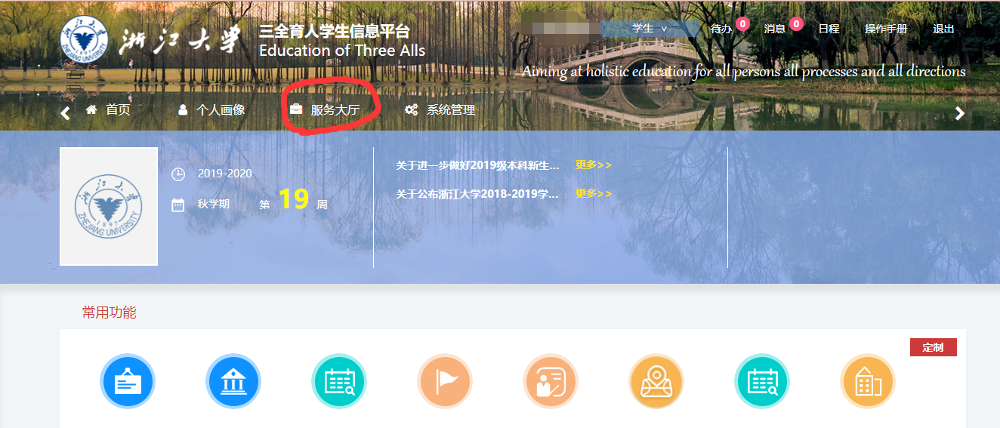 浙江大学
三全育人学生信息平台
Education of Three Alls
学生
待办 0
消息 0
日程
操作手册
退出
Aiming at holistic education for all persons all processes and all directions
首页
个人画像
服务大厅
系统管理
浙江大学
1897
ZHEJIANG UNIVERSITY
2019-2020
秋学期
第 19 周
关于进一步做好2019级本科新生... 更多>>
关于公布浙江大学2018-2019学... 更多>>
常用功能
定制